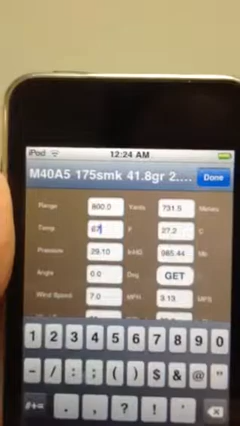 iPod 12:24 AM
M40A5 175smk 41.8gr 2.... Done
Range 800.0 Yards 731.5 Meters
Temp 67 F 27.2 C
Pressure 29.10 InHG 985.44 Mb
Angle 0.0 Deg GET
Wind Speed 7.0 MPH 3.13 MPS
1 2 3 4 5 6 7 8 9 0
- / : ; ( ) $ & @ "
#+= . , ? ! '